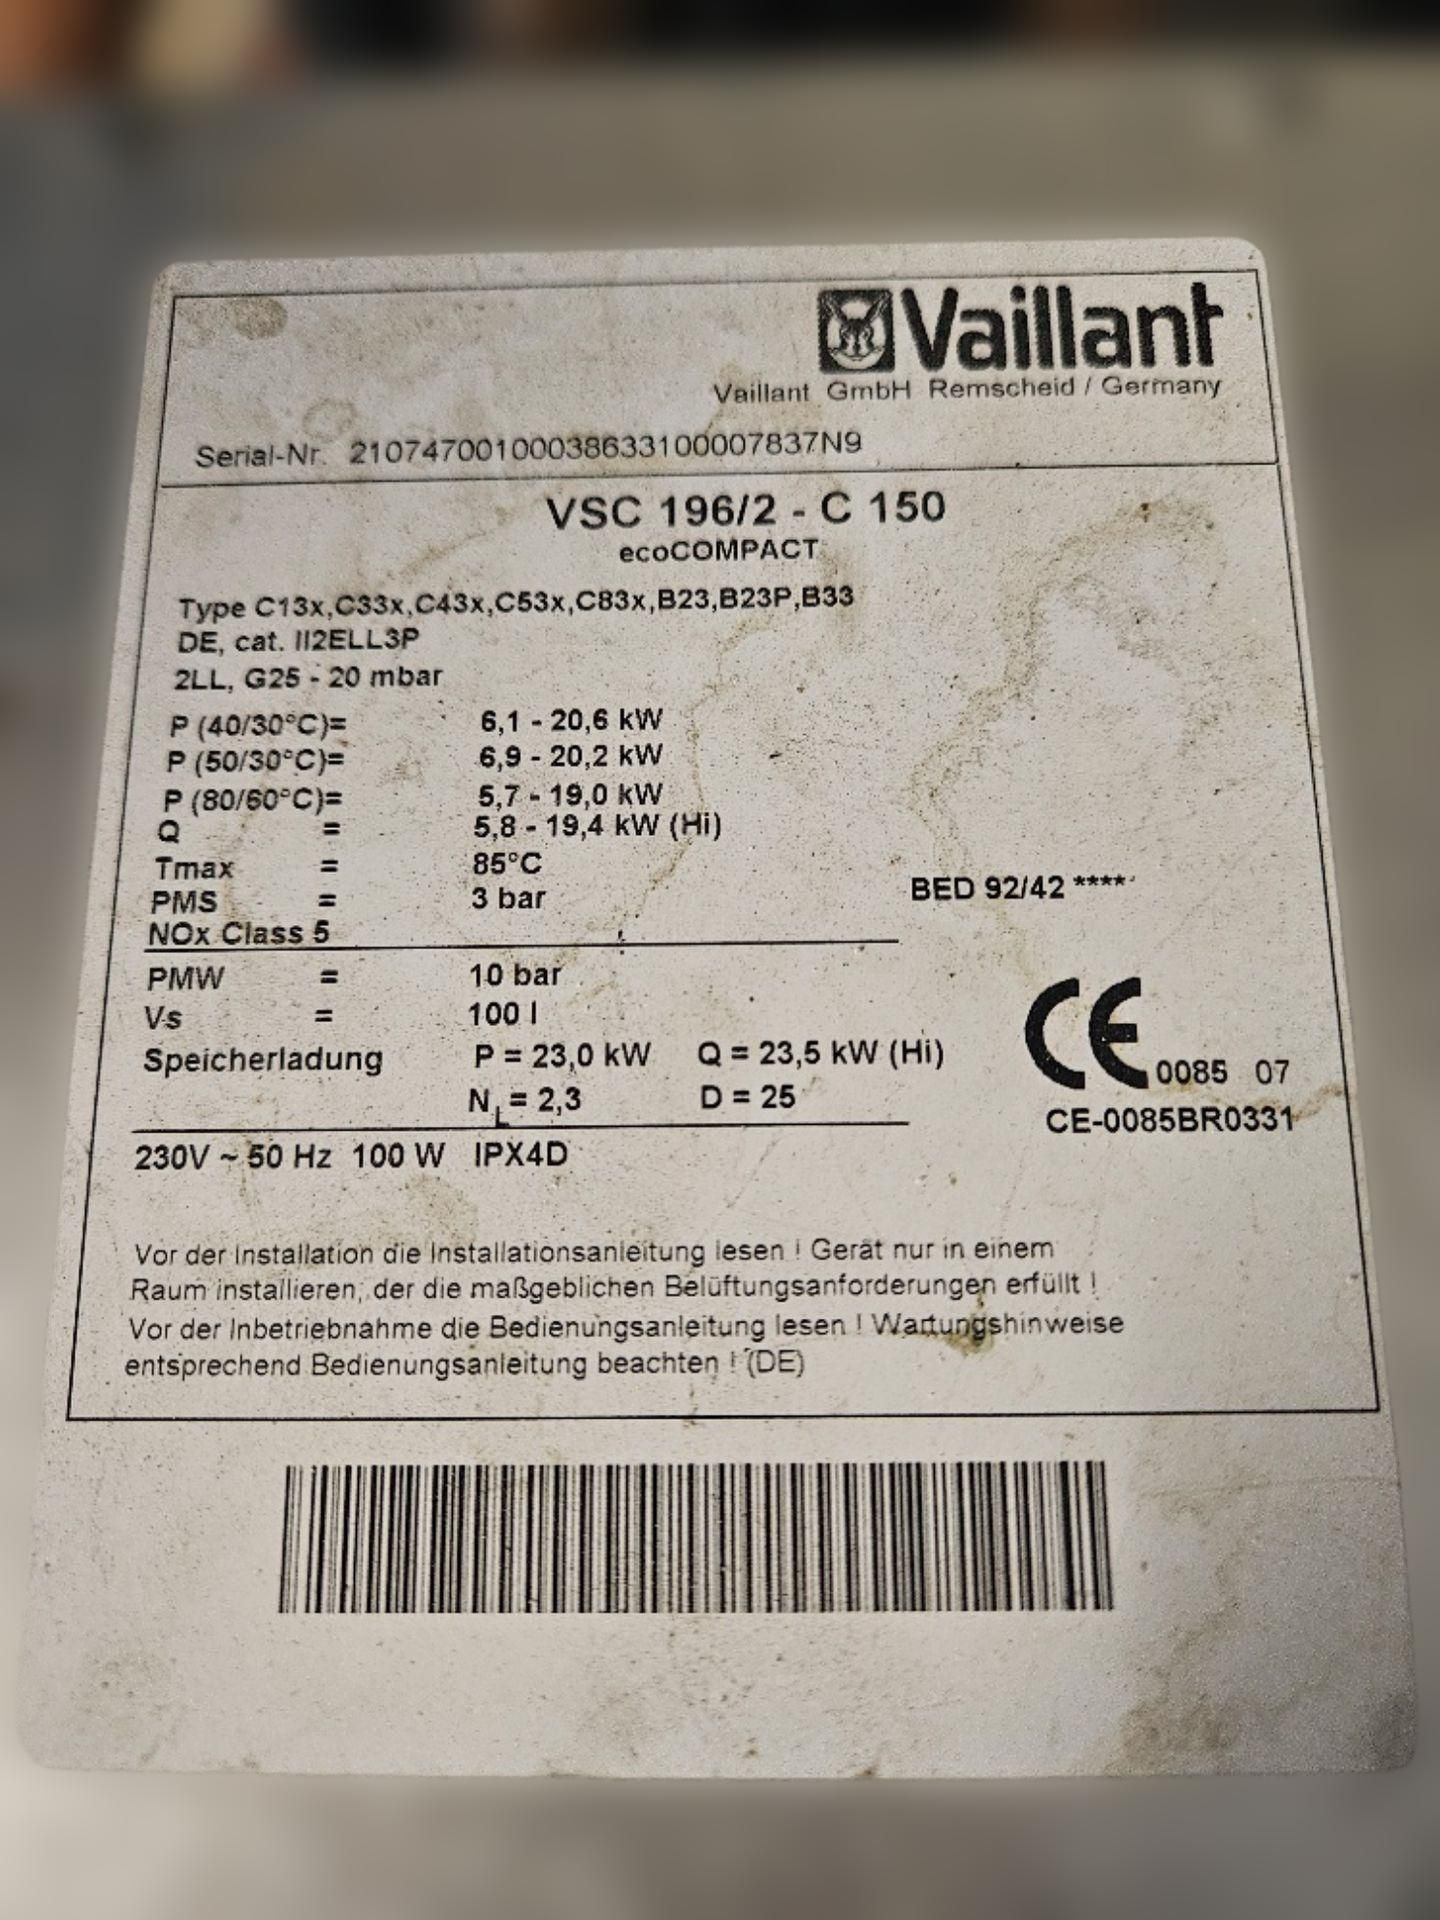 Vaillant
Vaillant GmbH Remscheid / Germany
Serial-Nr. 21074700100038633100007837N9
VSC 196/2 - C 150
ecoCOMPACT
Type C13x,C33x,C43x,C53x,C83x,B23,B23P,B33
DE, cat. II2ELL3P
2LL, G25 - 20 mbar
P (40/30°C)= 6,1 - 20,6 kW
P (50/30°C)= 6,9 - 20,2 kW
P (80/60°C)= 5,7 - 19,0 kW
Q = 5,8 - 19,4 kW (Hi)
Tmax = 85°C
PMS = 3 bar
BED 92/42 ****
NOx Class 5
PMW = 10 bar
Vs = 100 l
Speicherladung P = 23,0 kW Q = 23,5 kW (Hi)
NL = 2,3 D = 25
CE 0085 07
CE-0085BR0331
230V ~ 50 Hz 100 W IPX4D
Vor der Installation die Installationsanleitung lesen ! Gerät nur in einem
Raum installieren, der die maßgeblichen Belüftungsanforderungen erfüllt !
Vor der Inbetriebnahme die Bedienungsanleitung lesen ! Wartungshinweise
entsprechend Bedienungsanleitung beachten ! (DE)